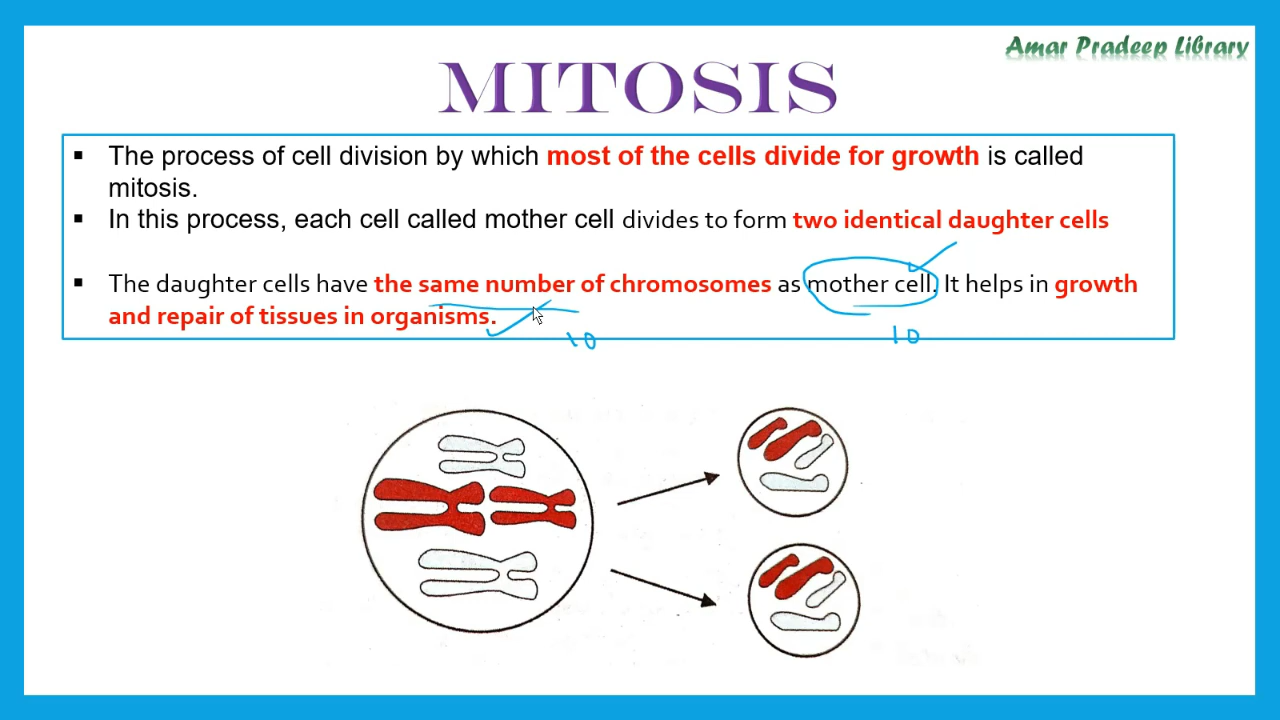 Amar Pradeep Library
MITOSIS
▪ The process of cell division by which most of the cells divide for growth is called
mitosis.
▪ In this process, each cell called mother cell divides to form two identical daughter cells
▪ The daughter cells have the same number of chromosomes as mother cell. It helps in growth
and repair of tissues in organisms.
10 10